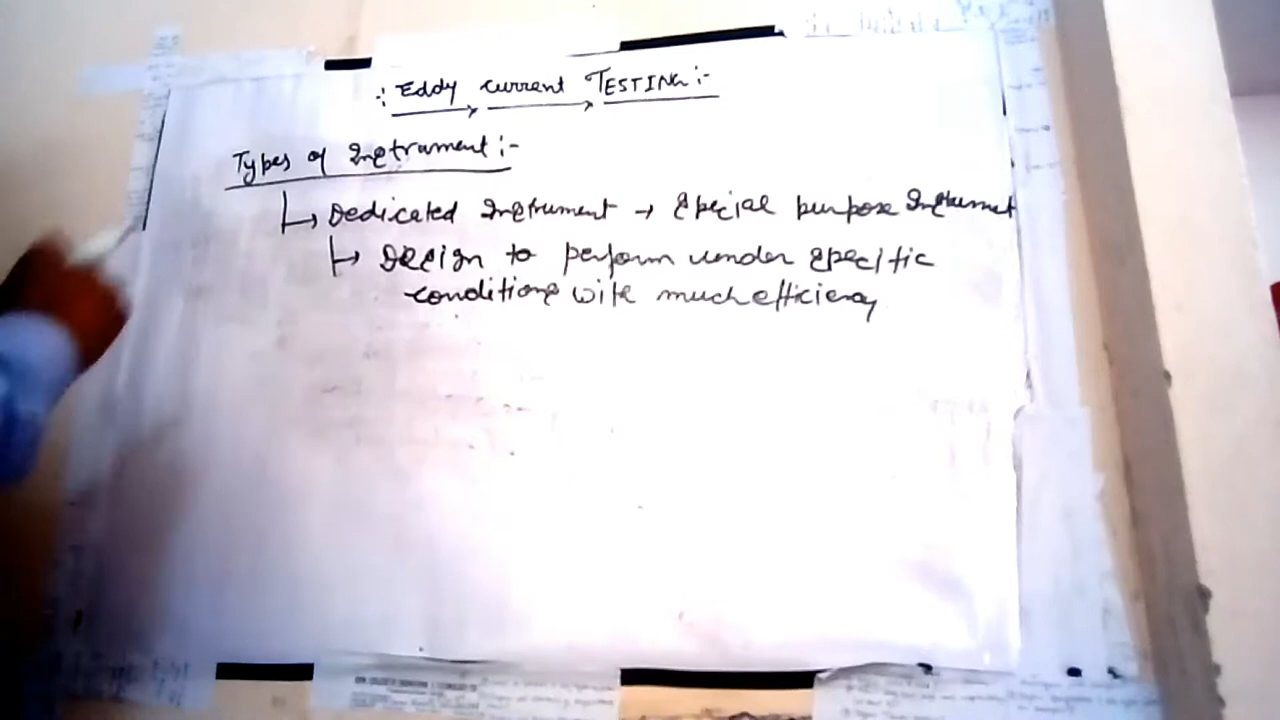 :- Eddy current TESTING :-
Types of Instrument :-
Dedicated Instrument → Special purpose Instrument
Design to perform under specific
conditions with much efficiency